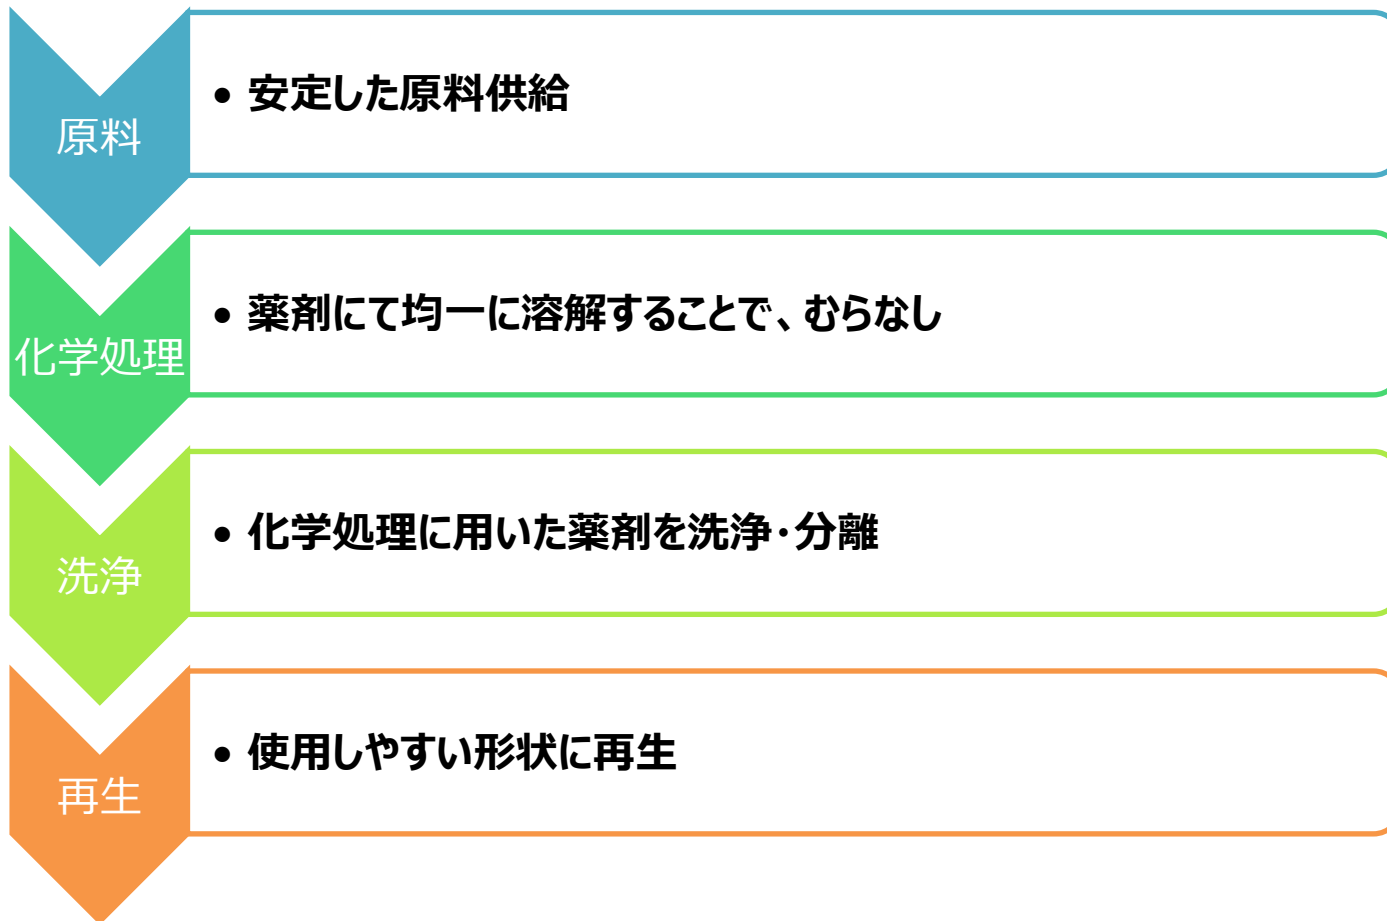 原料
• 安定した原料供給
化学処理
• 薬剤にて均一に溶解することで、むらなし
洗浄
• 化学処理に用いた薬剤を洗浄・分離
再生
• 使用しやすい形状に再生